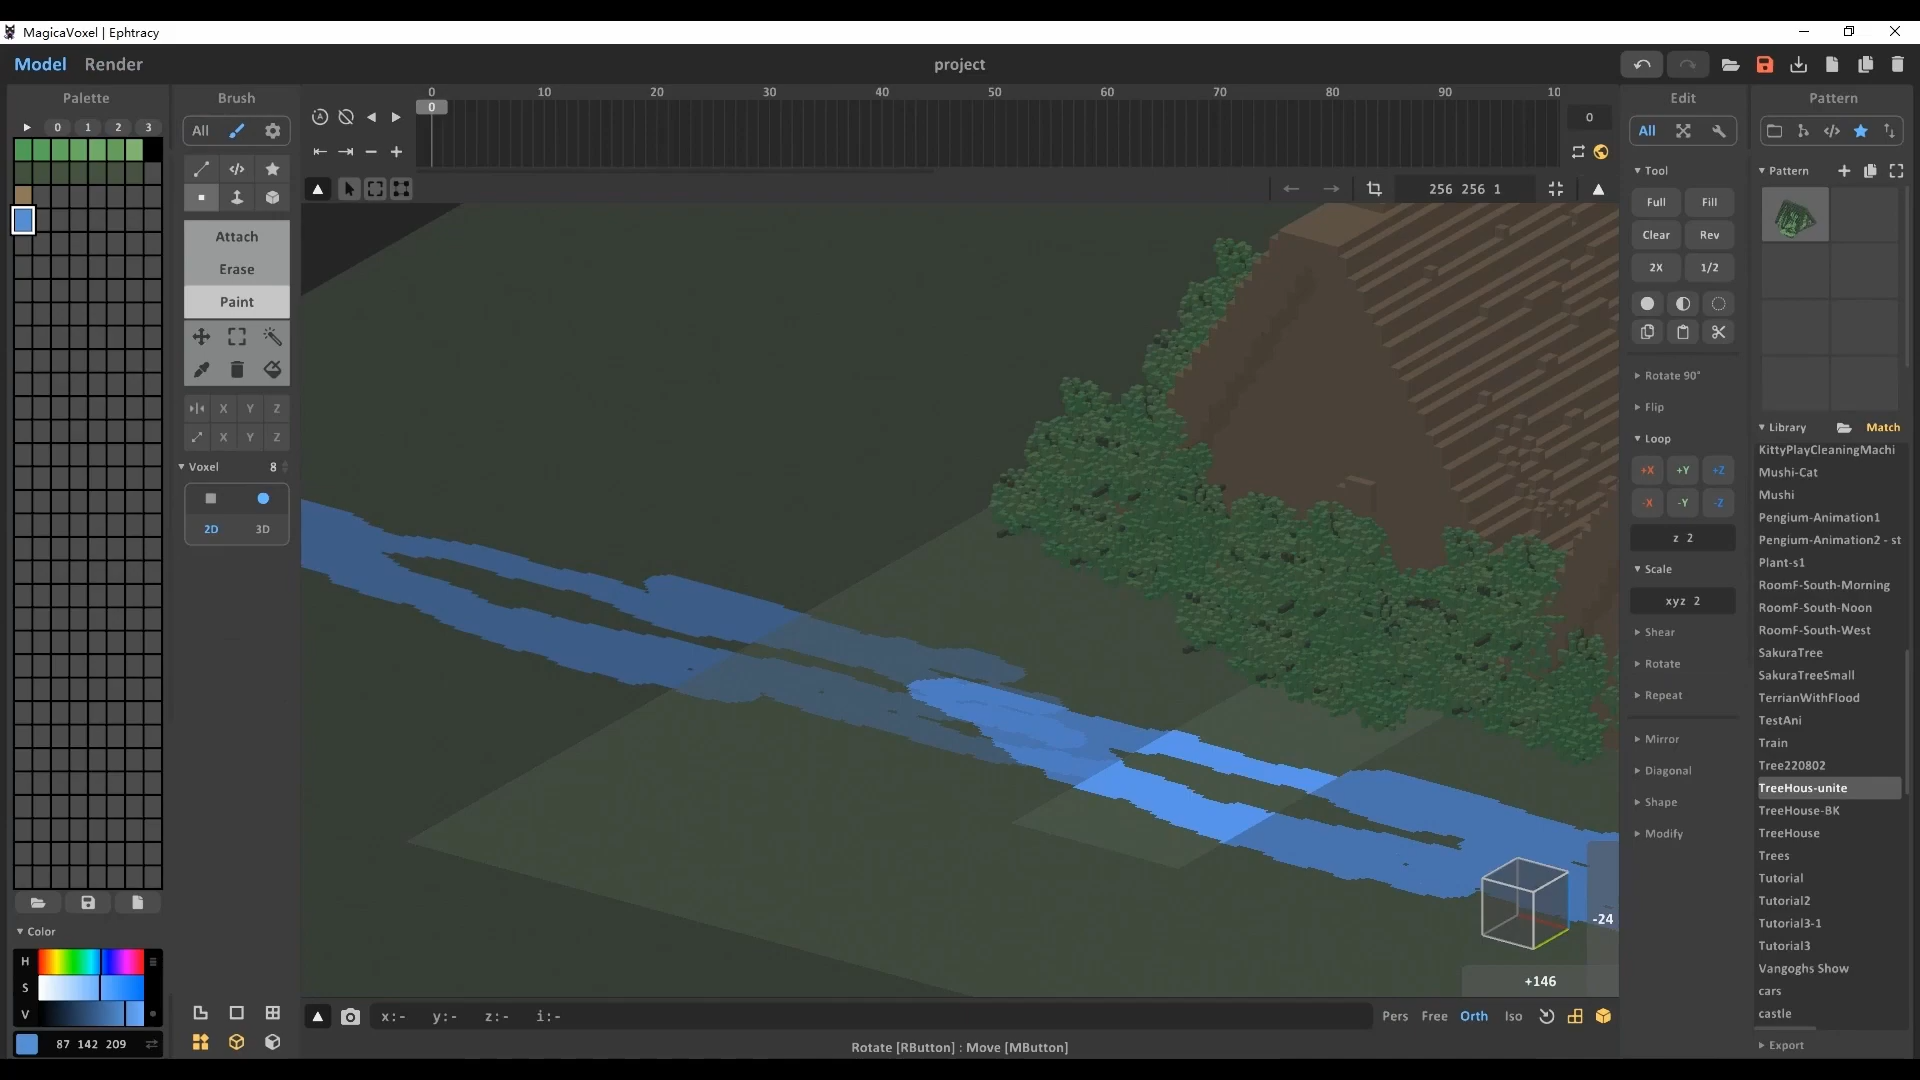 MagicaVoxel | Ephtracy
Model Render
project
Palette
0 1 2 3
Brush
All
Attach
Erase
Paint
X Y Z
X Y Z
Voxel 8
2D 3D
Color
H
S
V
87 142 209
0 10 20 30 40 50 60 70 80 90 10
0
0
256 256 1
-24
+146
x:- y:- z:- i:-
Pers Free Orth Iso
Rotate [RButton] : Move [MButton]
Edit
All
Tool
Full Fill
Clear Rev
2X 1/2
Rotate 90°
Flip
Loop
+X +Y +Z
-X -Y -Z
z 2
Scale
xyz 2
Shear
Rotate
Repeat
Mirror
Diagonal
Shape
Modify
Pattern
Pattern
Library Match
KittyPlayCleaningMachi
Mushi-Cat
Mushi
Pengium-Animation1
Pengium-Animation2 - st
Plant-s1
RoomF-South-Morning
RoomF-South-Noon
RoomF-South-West
SakuraTree
SakuraTreeSmall
TerrianWithFlood
TestAni
Train
Tree220802
TreeHous-unite
TreeHouse-BK
TreeHouse
Trees
Tutorial
Tutorial2
Tutorial3-1
Tutorial3
Vangoghs Show
cars
castle
Export